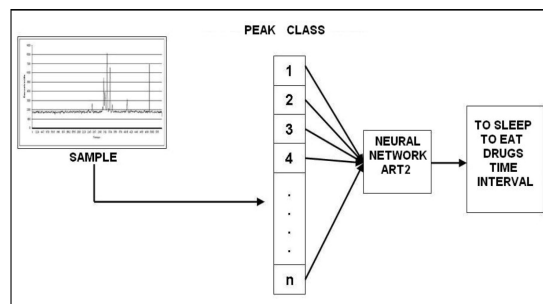 PEAK CLASS
SAMPLE
1
2
3
4
.
.
.
.
n
NEURAL
NETWORK
ART2
TO SLEEP
TO EAT
DRUGS
TIME
INTERVAL